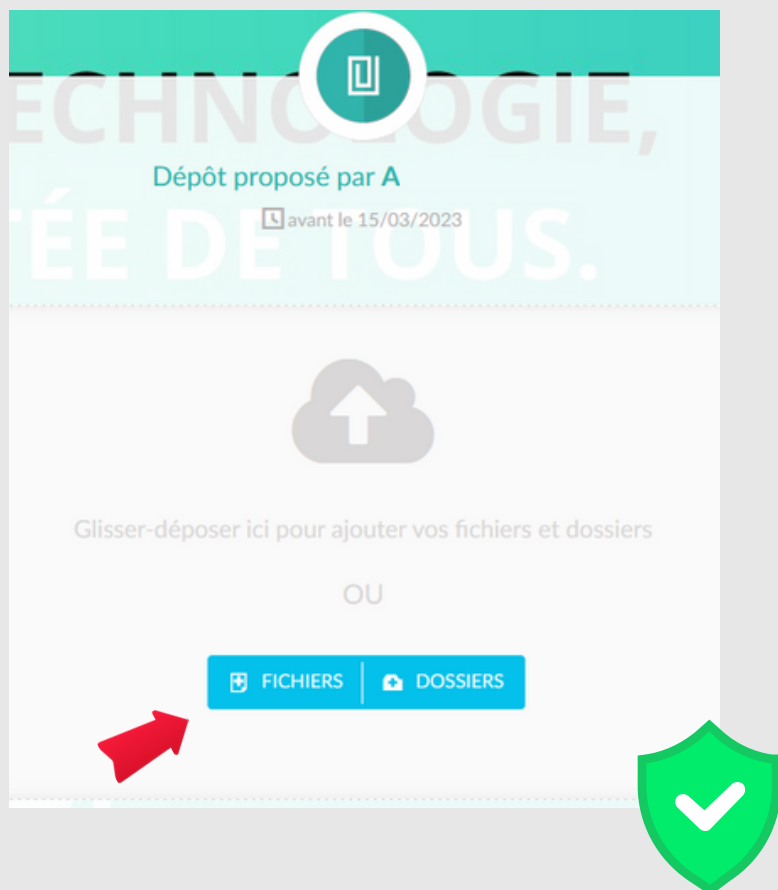 ECHNOLOGIE,
Dépôt proposé par A
avant le 15/03/2023
TÉE DE TOUS.
Glisser-déposer ici pour ajouter vos fichiers et dossiers
OU
FICHIERS DOSSIERS